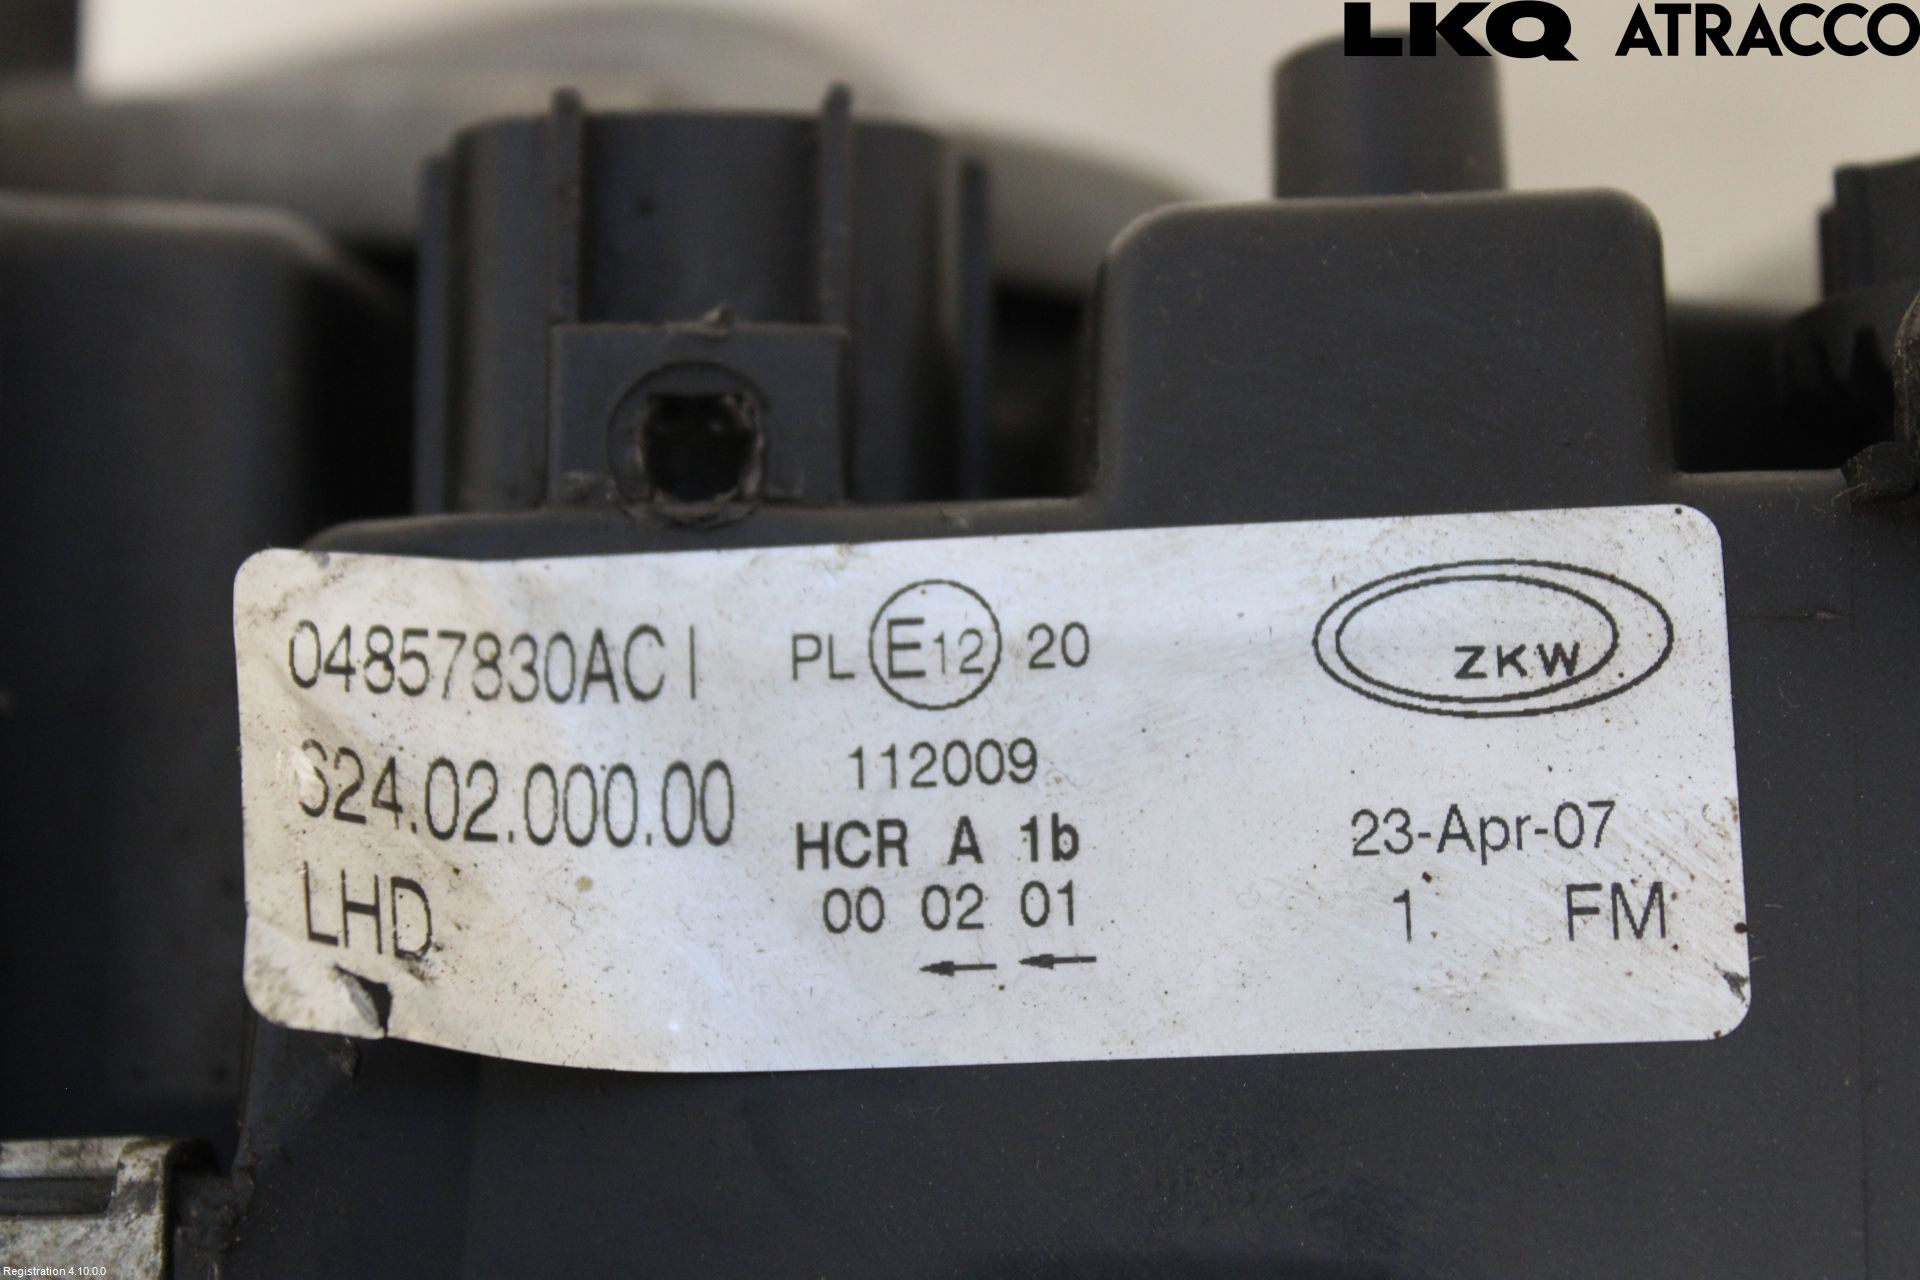 LKQ ATRACCO
04857830AC I PL E12 20
ZKW
112009
624.02.000.00
HCR A 1b
23-Apr-07
LHD
00 02 01
1 FM
Registration 4.10.0.0